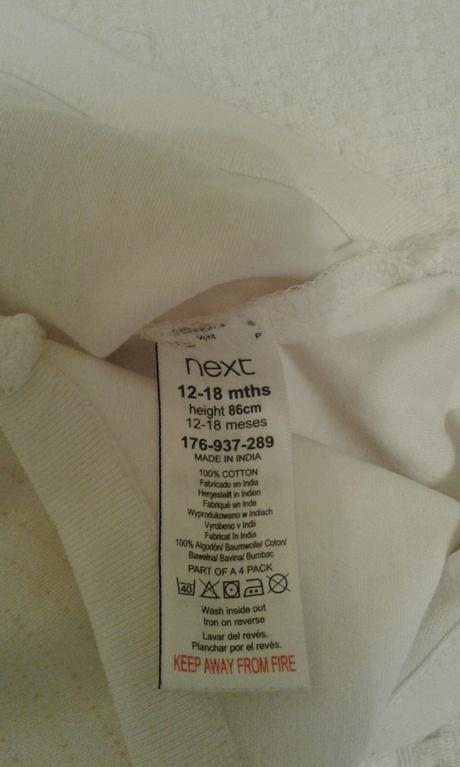 next
12-18 mths
height 86cm
12-18 meses
176-937-289
MADE IN INDIA
100% COTTON
Fabricado en India
Hergestellt in Indien
Fabriqué en Inde
Wyprodukowano w Indiach
Vyrobeno v Indii
Fabricat In India
100% Algodón/ Baumwolle/ Coton/
Bawełna/ Bavlna/ Bumbac
PART OF A 4 PACK
40
Wash inside out
Iron on reverse
Lavar del revés.
Planchar por el revés.
KEEP AWAY FROM FIRE